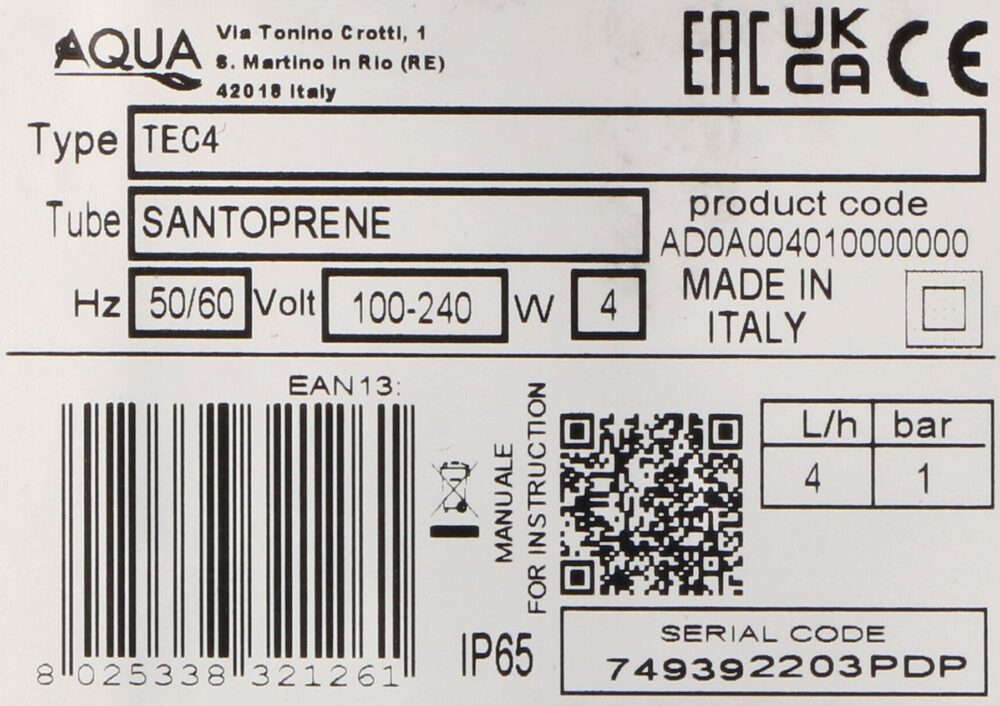 AQUA
Via Tonino Crotti, 1
S. Martino in Rio (RE)
42018 Italy
EAC
UK
CA
CE
Type TEC4
Tube SANTOPRENE
product code
AD0A004010000000
Hz 50/60 Volt 100-240 W 4
MADE IN
ITALY
EAN13:
8 025338 321261
MANUALE
FOR INSTRUCTION
L/h bar
4 1
IP65
SERIAL CODE
749392203PDP